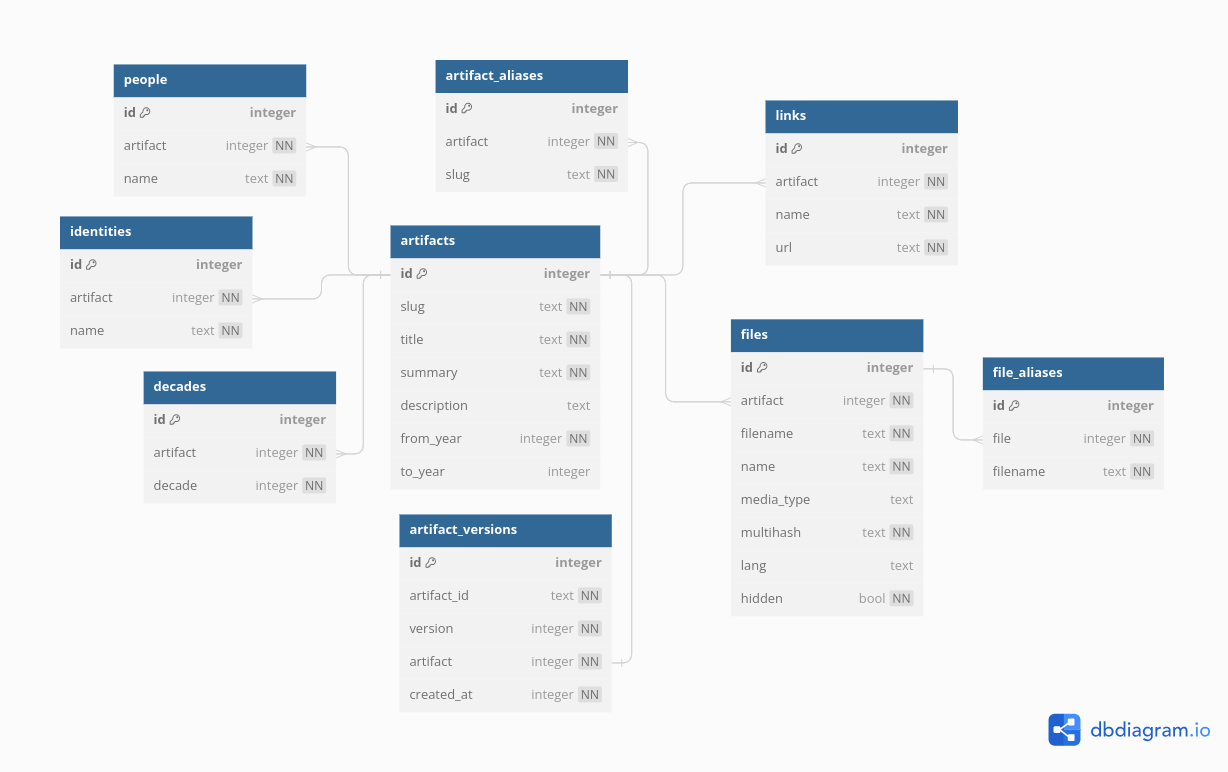 people
id integer
artifact integer NN
name text NN
artifact_aliases
id integer
artifact integer NN
slug text NN
links
id integer
artifact integer NN
name text NN
url text NN
identities
id integer
artifact integer NN
name text NN
artifacts
id integer
slug text NN
title text NN
summary text NN
description text
from_year integer NN
to_year integer
decades
id integer
artifact integer NN
decade integer NN
files
id integer
artifact integer NN
filename text NN
name text NN
media_type text
multihash text NN
lang text
hidden bool NN
file_aliases
id integer
file integer NN
filename text NN
artifact_versions
id integer
artifact_id text NN
version integer NN
artifact integer NN
created_at integer NN
dbdiagram.io